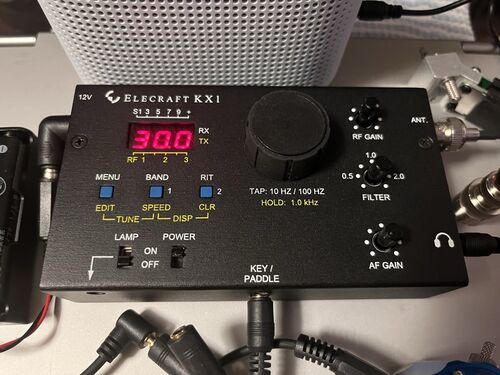 12V
ELECRAFT KX1
S1 3 5 7 9 +
30.0
RX
TX
RF 1 2 3
MENU BAND RIT
1 2
EDIT SPEED CLR
TUNE DISP
LAMP POWER
ON
OFF
TAP: 10 HZ / 100 HZ
HOLD: 1.0 kHz
KEY /
PADDLE
RF GAIN
ANT.
1.0
0.5 2.0
FILTER
AF GAIN